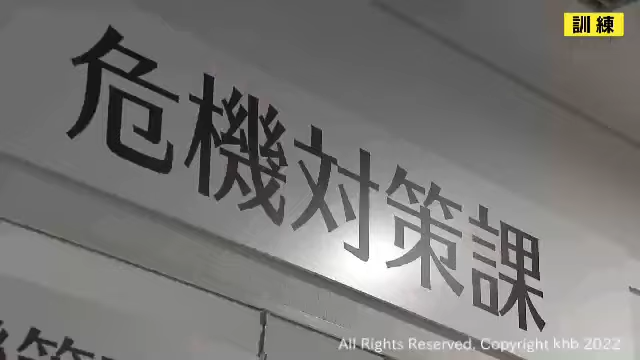 訓練
危機対策課
All Rights Reserved. Copyright khb 2022